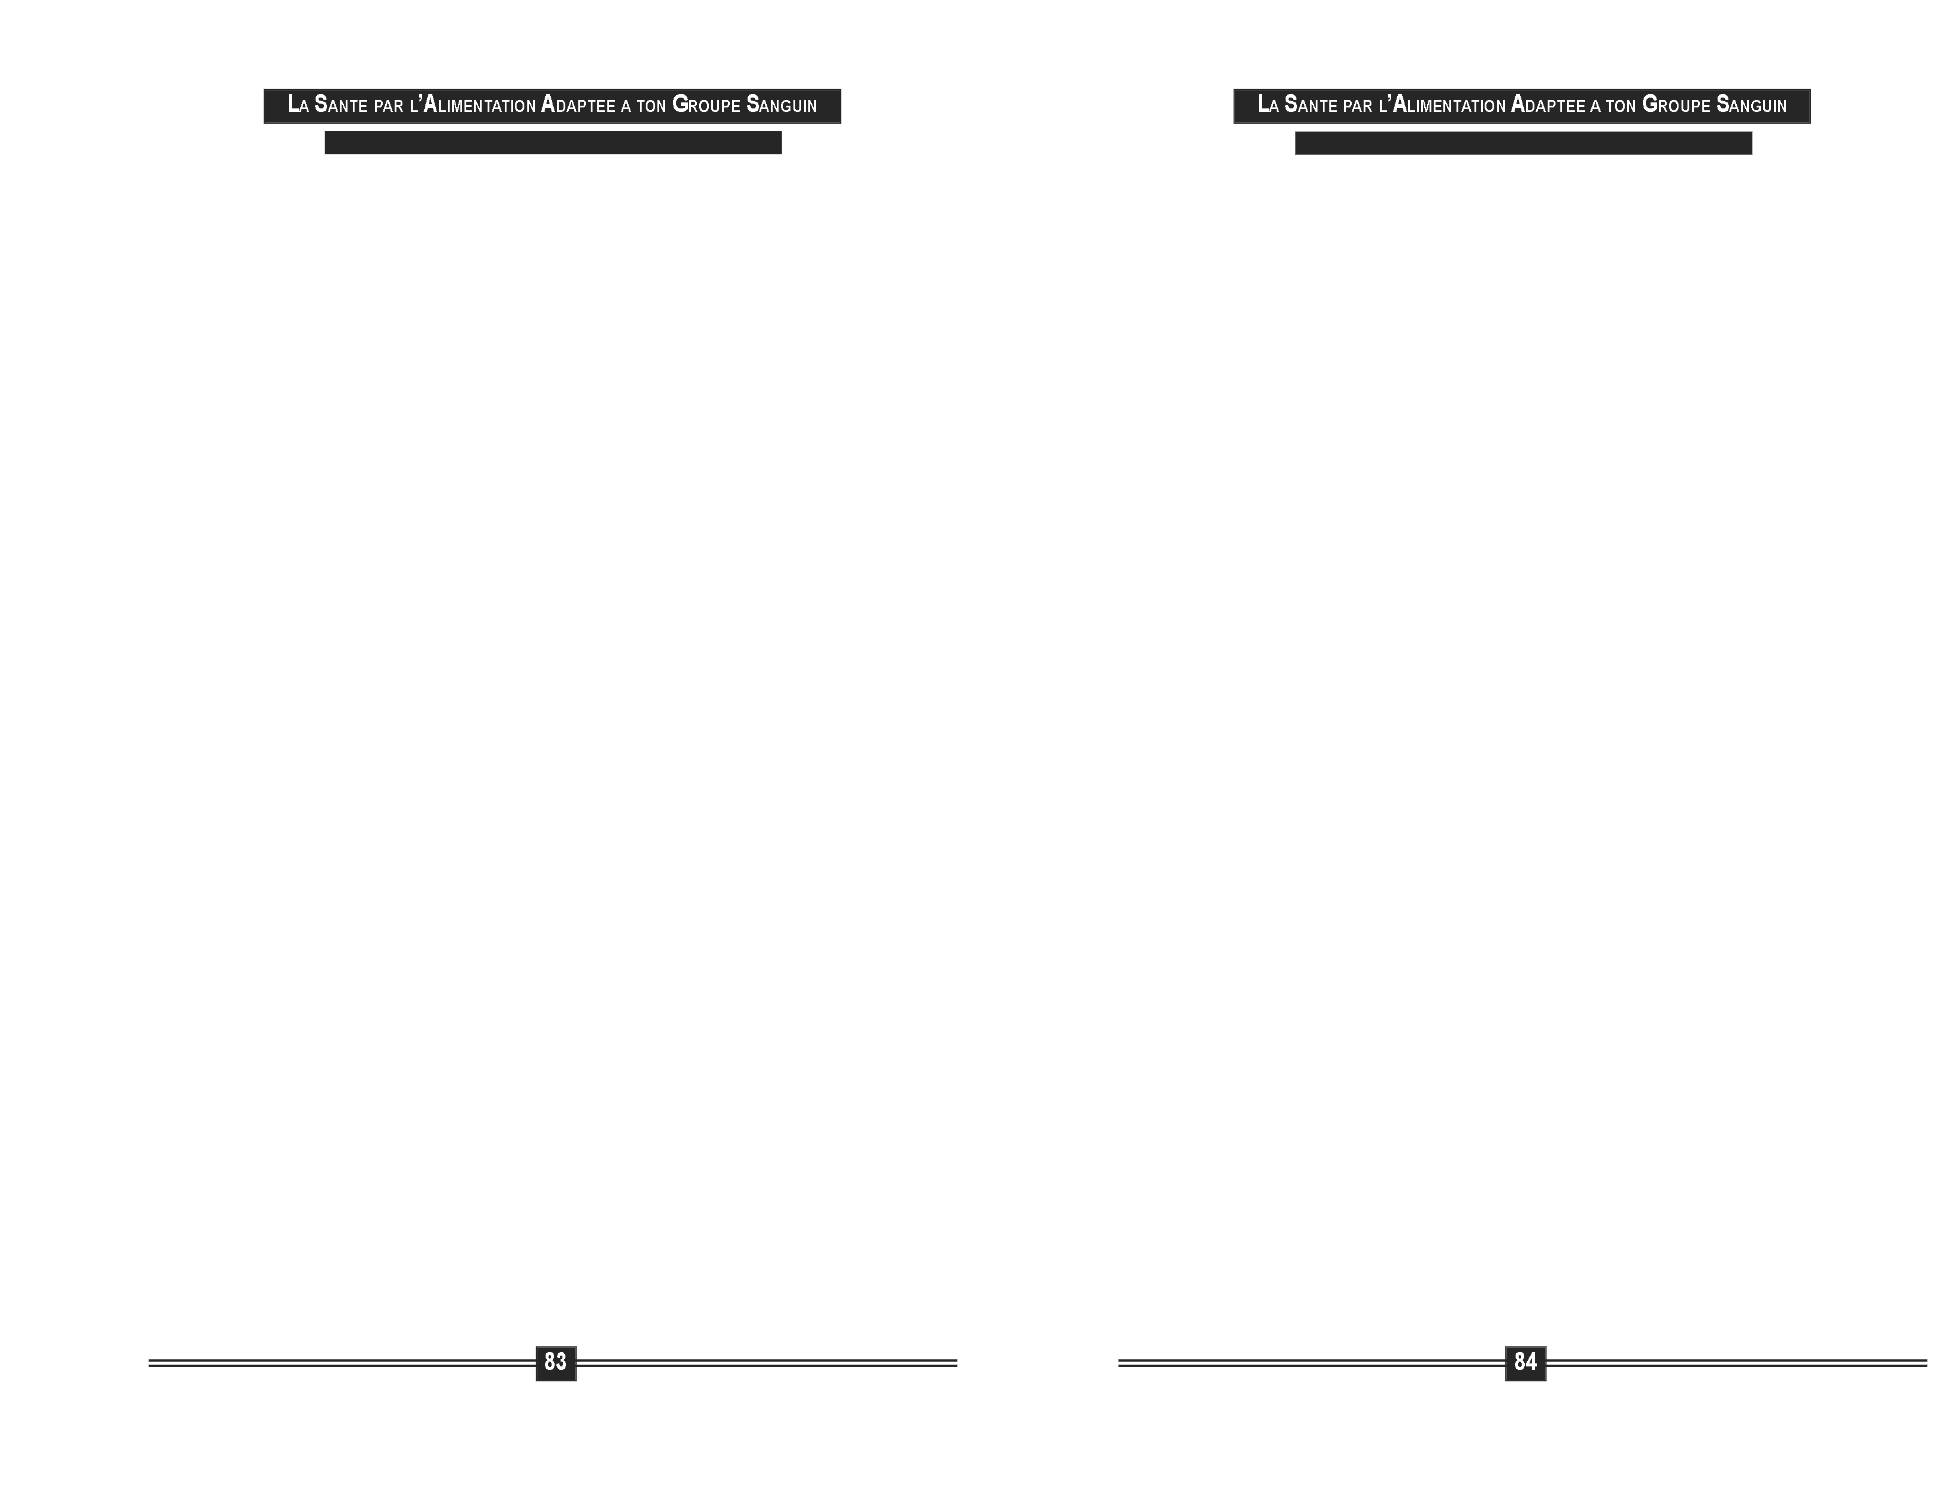 LA SANTE PAR L'ALIMENTATION ADAPTEE A TON GROUPE SANGUIN
83
LA SANTE PAR L'ALIMENTATION ADAPTEE A TON GROUPE SANGUIN
84